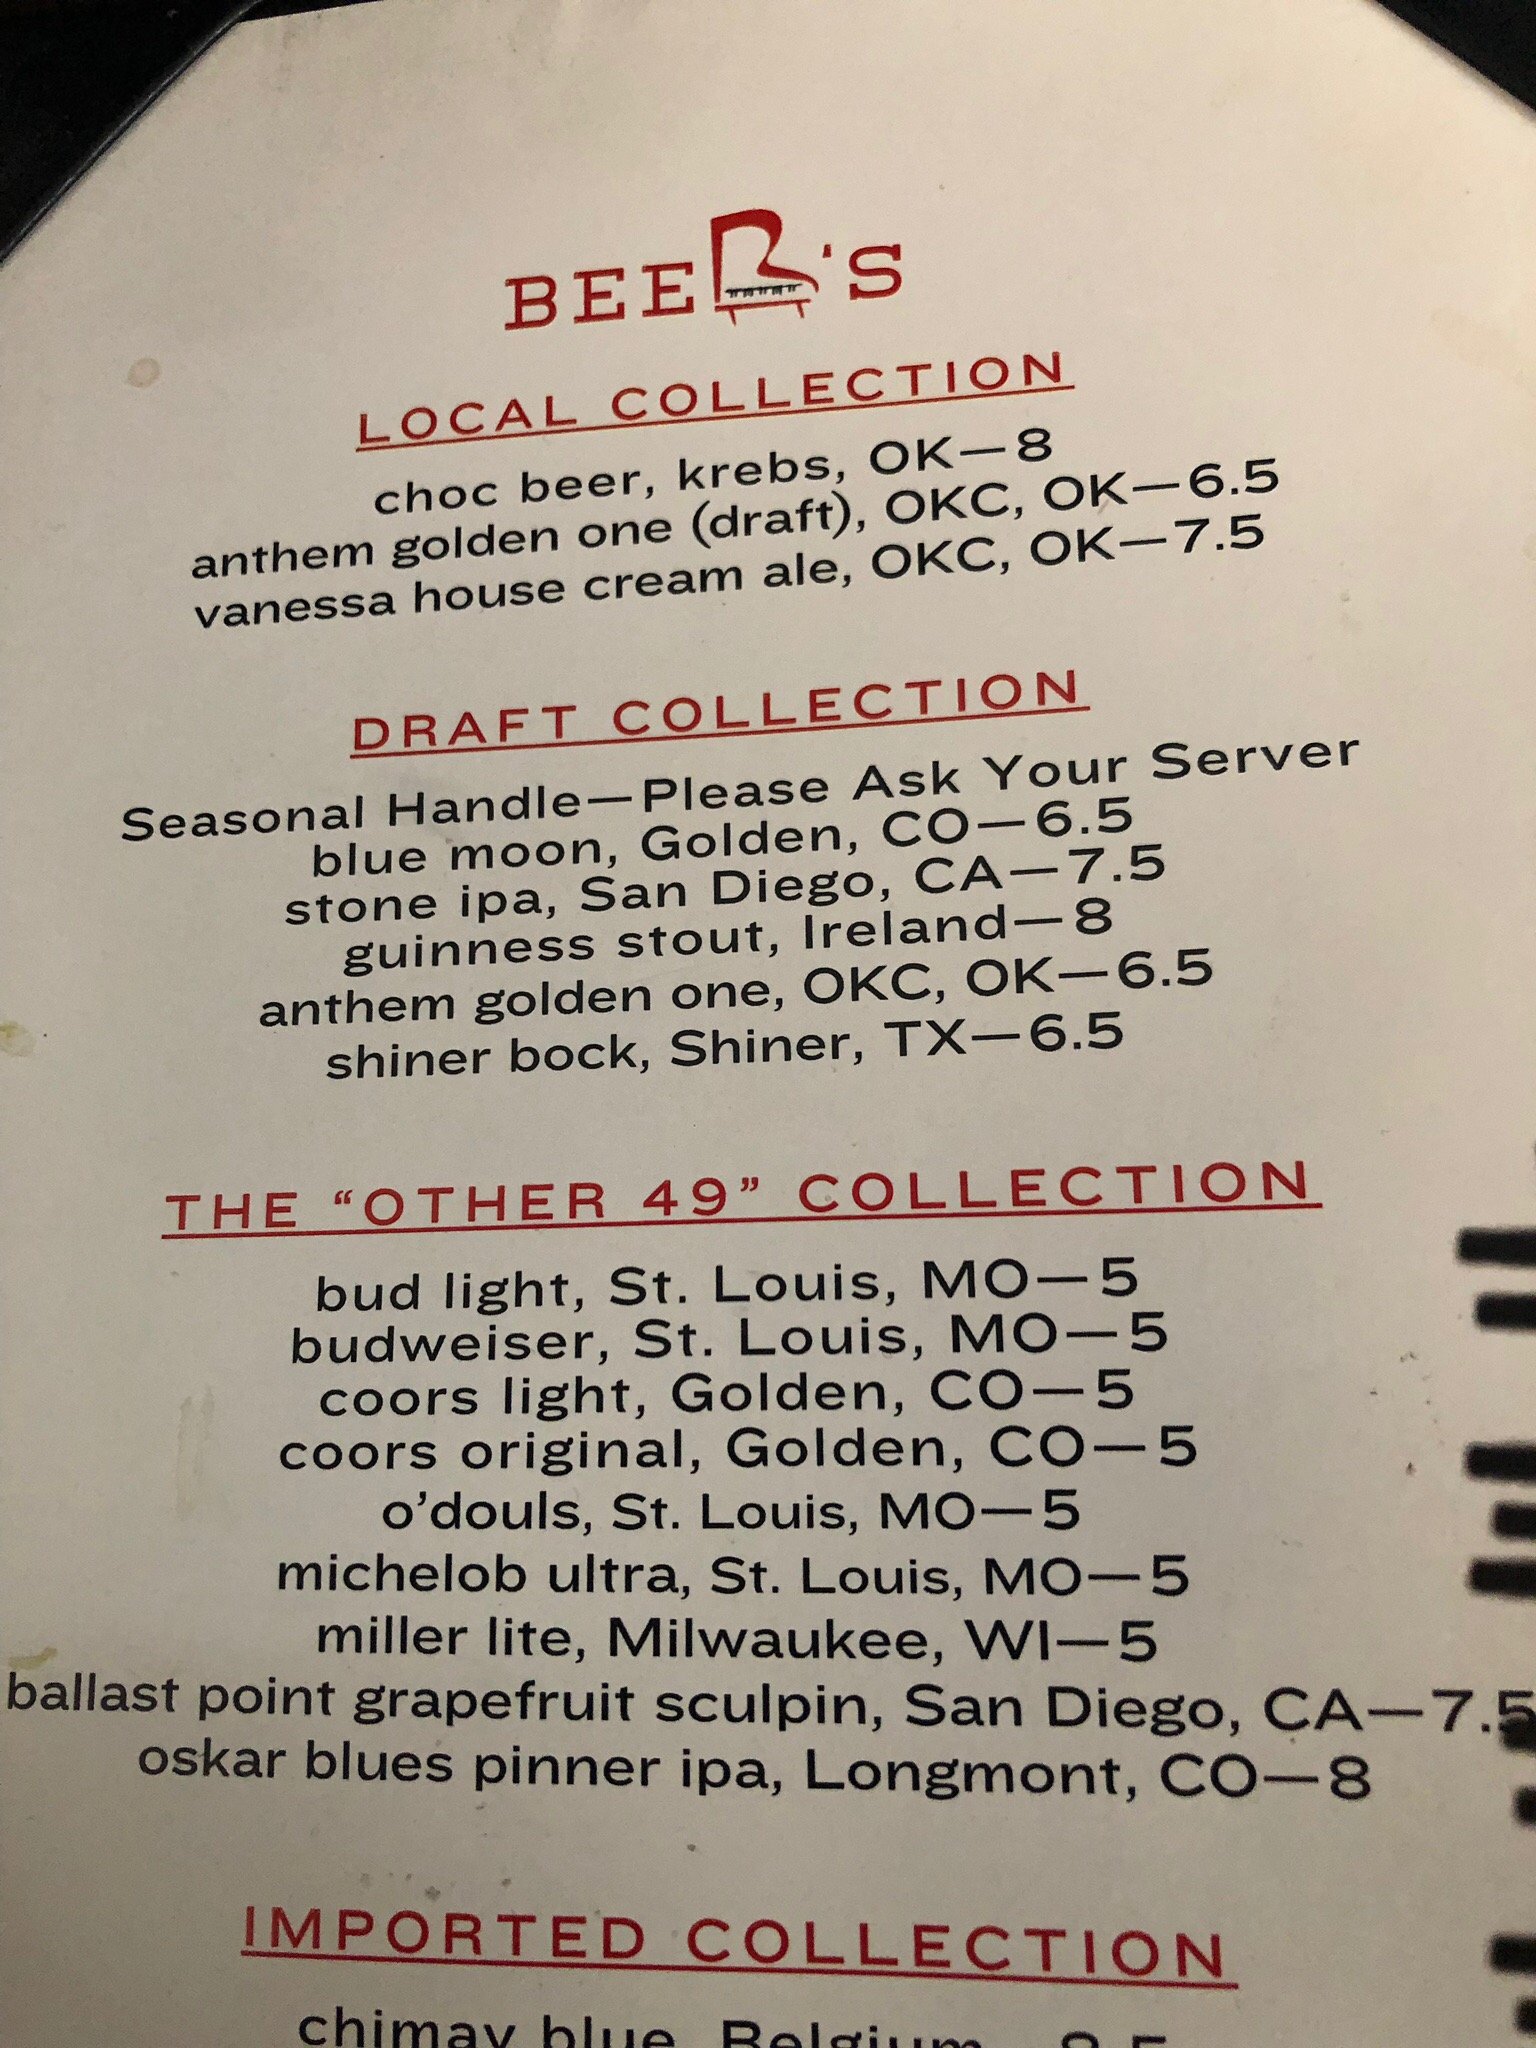 BEER'S
LOCAL COLLECTION
choc beer, krebs, OK—8
anthem golden one (draft), OKC, OK—6.5
vanessa house cream ale, OKC, OK—7.5
DRAFT COLLECTION
Seasonal Handle—Please Ask Your Server
blue moon, Golden, CO—6.5
stone ipa, San Diego, CA—7.5
guinness stout, Ireland—8
anthem golden one, OKC, OK—6.5
shiner bock, Shiner, TX—6.5
THE “OTHER 49” COLLECTION
bud light, St. Louis, MO—5
budweiser, St. Louis, MO—5
coors light, Golden, CO—5
coors original, Golden, CO—5
o’douls, St. Louis, MO—5
michelob ultra, St. Louis, MO—5
miller lite, Milwaukee, WI—5
ballast point grapefruit sculpin, San Diego, CA—7.5
oskar blues pinner ipa, Longmont, CO—8
IMPORTED COLLECTION
chimay blue, Belgium